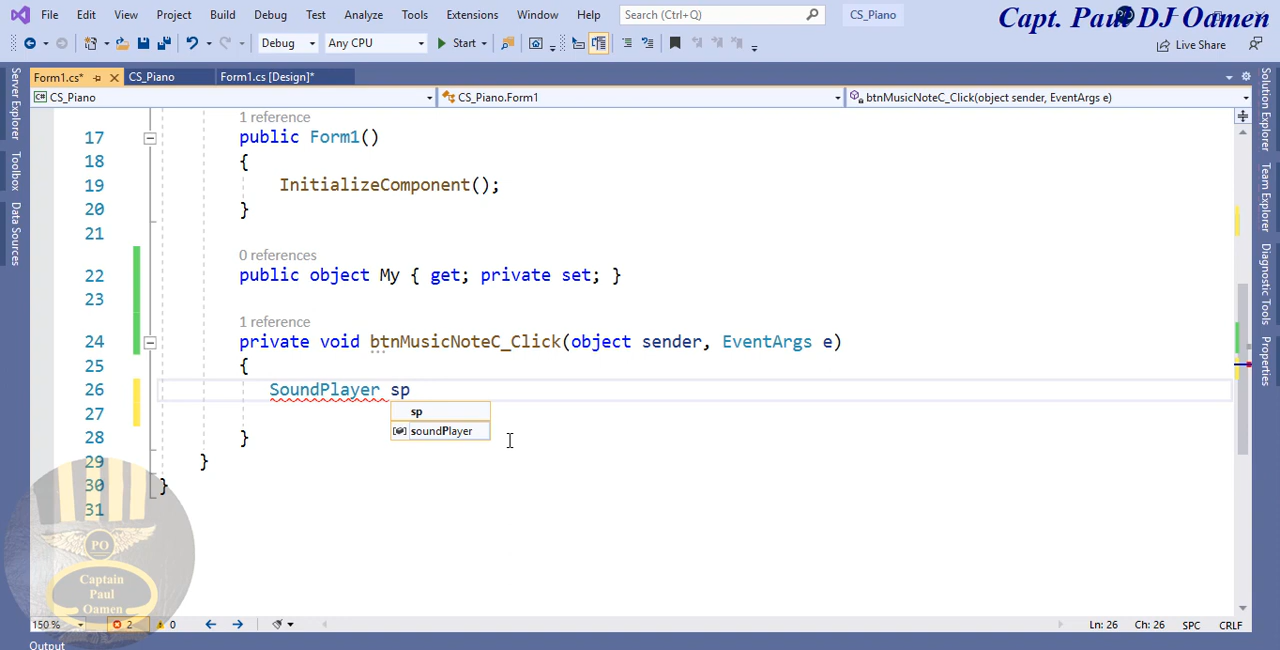 File Edit View Project Build Debug Test Analyze Tools Extensions Window Help Search (Ctrl+Q) CS_Piano
Capt. Paul DJ Oamen
Debug Any CPU Start Live Share
Form1.cs* CS_Piano Form1.cs [Design]*
CS_Piano CS_Piano.Form1 btnMusicNoteC_Click(object sender, EventArgs e)
Server Explorer
Toolbox
Data Sources
Solution Explorer
Team Explorer
Diagnostic Tools
Properties
1 reference
17 public Form1()
18 {
19 InitializeComponent();
20 }
21
0 references
22 public object My { get; private set; }
23
1 reference
24 private void btnMusicNoteC_Click(object sender, EventArgs e)
25 {
26 SoundPlayer sp
sp
27
soundPlayer
28 }
29 }
30 }
31
PO
Captain
Paul
Oamen
150 % 2 0 Ln: 26 Ch: 26 SPC CRLF
Output